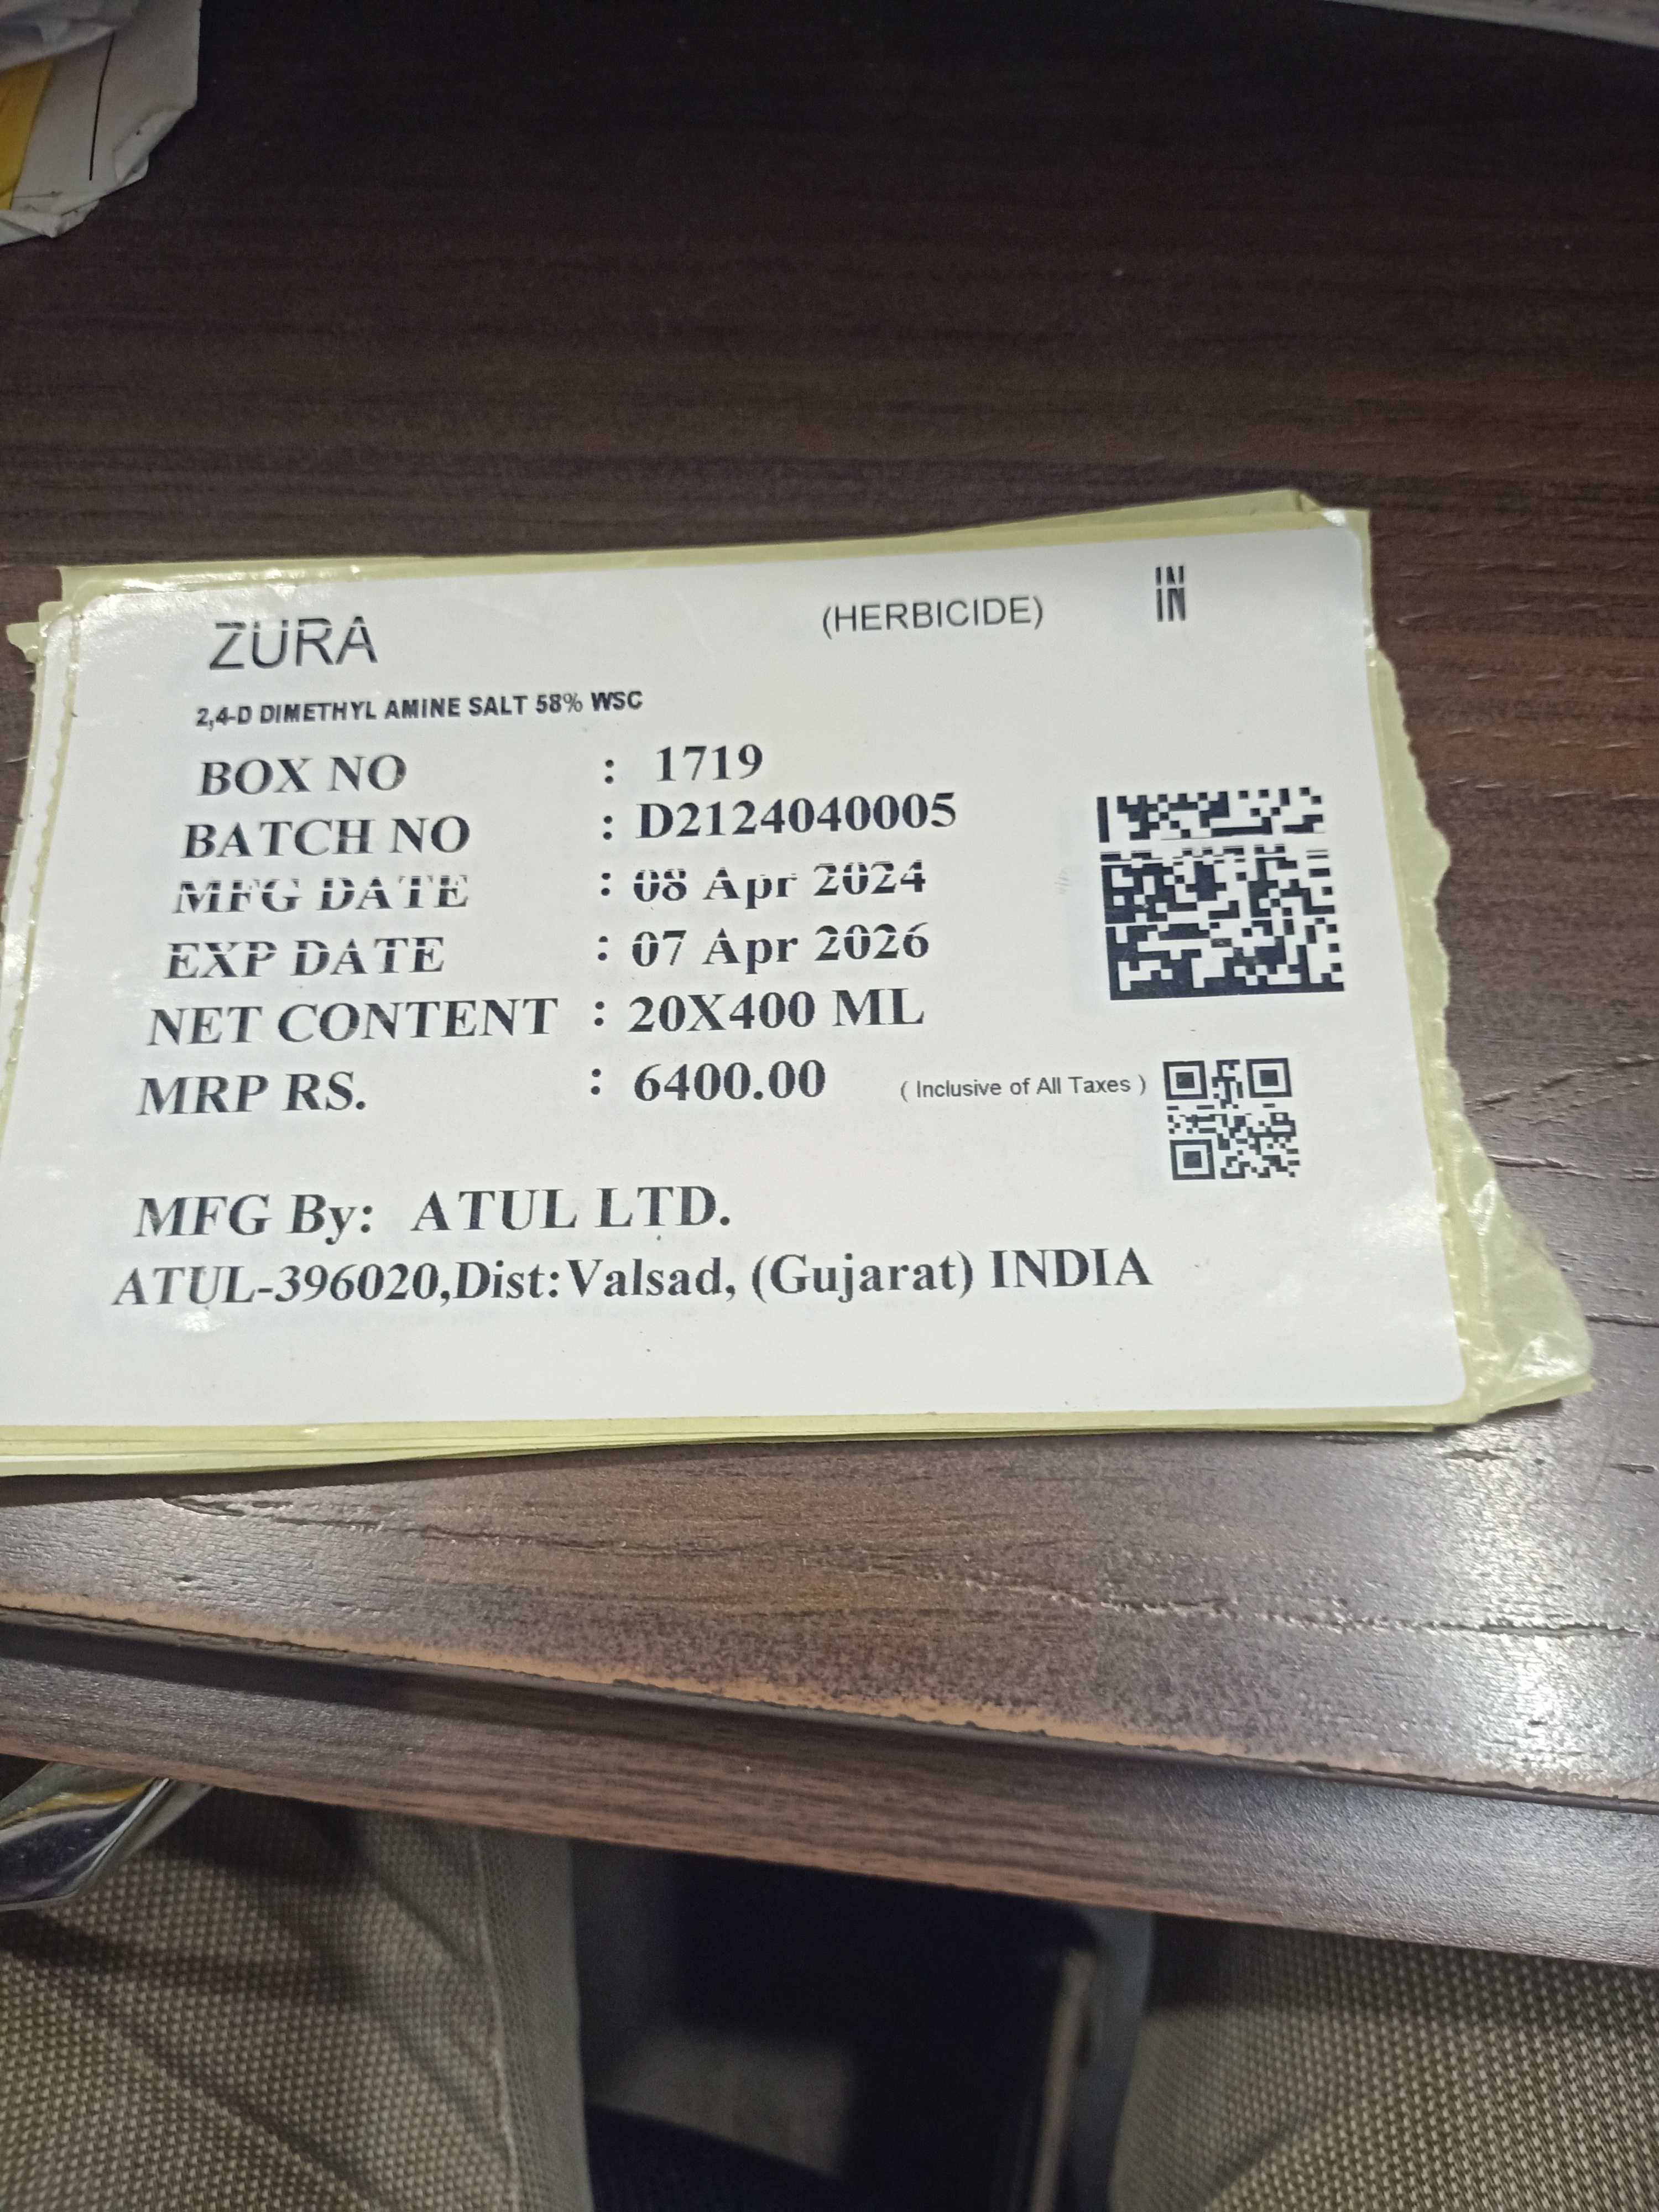 ZURA (HERBICIDE) IN
2,4-D DIMETHYL AMINE SALT 58% WSC
BOX NO : 1719
BATCH NO : D2124040005
MFG DATE : 08 Apr 2024
EXP DATE : 07 Apr 2026
NET CONTENT : 20X400 ML
MRP RS. : 6400.00 ( Inclusive of All Taxes )
MFG By: ATUL LTD.
ATUL-396020,Dist:Valsad, (Gujarat) INDIA